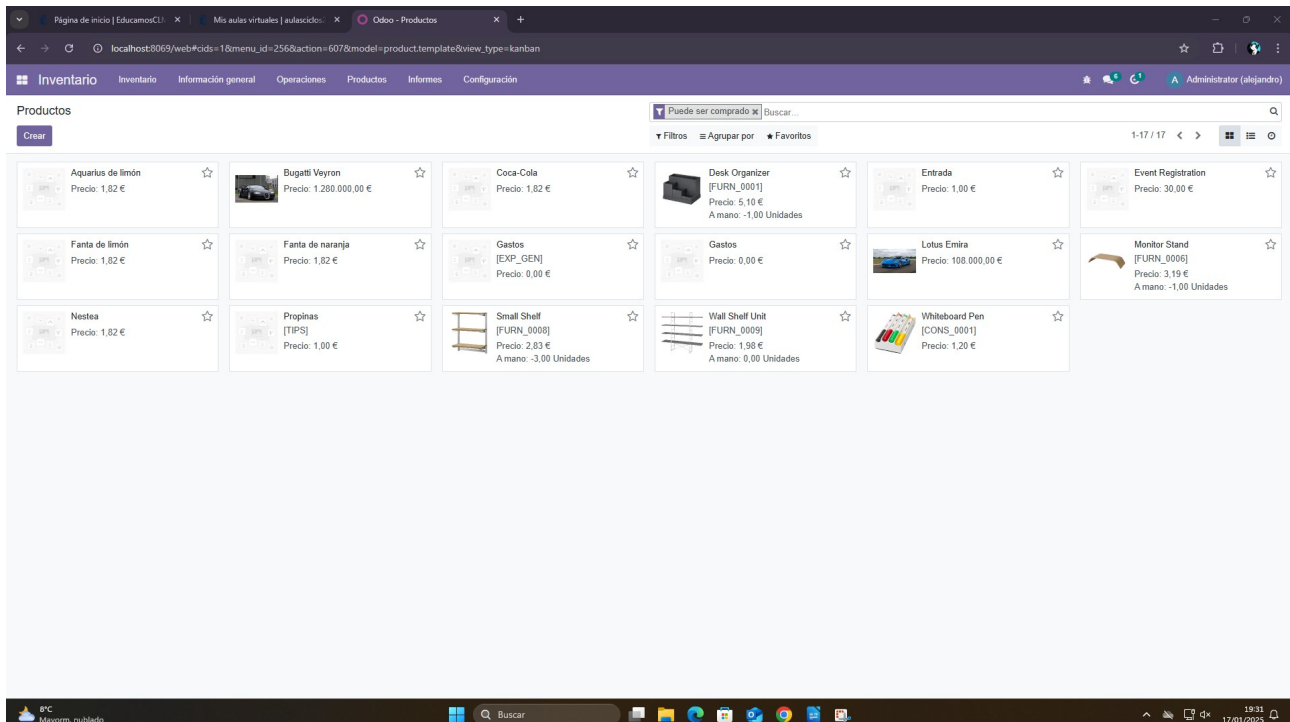 Página de inicio | EducamosCL
Mis aulas virtuales | aulasciclos
Odoo - Productos
localhost:8069/web#cids=1&menu_id=256&action=607&model=product.template&view_type=kanban
Inventario
Inventario Información general Operaciones Productos Informes Configuración
6
1
A Administrator (alejandro)
Productos
Puede ser comprado
Buscar...
Crear
Filtros Agrupar por Favoritos
1-17 / 17
Aquarius de limón
Precio: 1,82 €
Bugatti Veyron
Precio: 1.280.000,00 €
Coca-Cola
Precio: 1,82 €
Desk Organizer
[FURN_0001]
Precio: 5,10 €
A mano: -1,00 Unidades
Entrada
Precio: 1,00 €
Event Registration
Precio: 30,00 €
Fanta de limón
Precio: 1,82 €
Fanta de naranja
Precio: 1,82 €
Gastos
[EXP_GEN]
Precio: 0,00 €
Gastos
Precio: 0,00 €
Lotus Emira
Precio: 108.000,00 €
Monitor Stand
[FURN_0006]
Precio: 3,19 €
A mano: -1,00 Unidades
Nestea
Precio: 1,82 €
Propinas
[TIPS]
Precio: 1,00 €
Small Shelf
[FURN_0008]
Precio: 2,83 €
A mano: -3,00 Unidades
Wall Shelf Unit
[FURN_0009]
Precio: 1,98 €
A mano: 0,00 Unidades
Whiteboard Pen
[CONS_0001]
Precio: 1,20 €
8°C
Mayorm. nublado
Buscar
19:31
17/01/2025